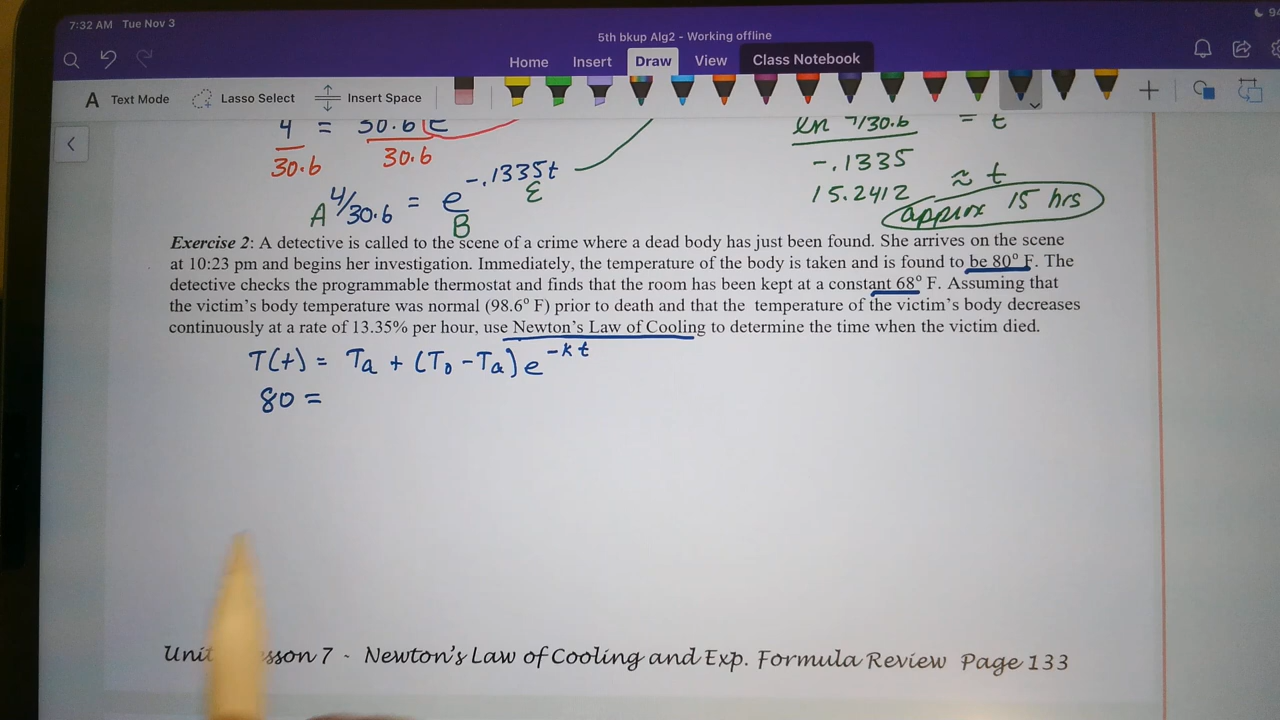 7:32 AM Tue Nov 3
5th bkup Alg2 - Working offline
Home Insert Draw View Class Notebook
A Text Mode Lasso Select Insert Space
4 = 30.6
30.6 30.6
4/30.6 = e -.1335t
A B E
= t
-.1335
15.2412 ≈ t
approx 15 hrs
Exercise 2: A detective is called to the scene of a crime where a dead body has just been found. She arrives on the scene
at 10:23 pm and begins her investigation. Immediately, the temperature of the body is taken and is found to be 80° F. The
detective checks the programmable thermostat and finds that the room has been kept at a constant 68° F. Assuming that
the victim's body temperature was normal (98.6° F) prior to death and that the temperature of the victim's body decreases
continuously at a rate of 13.35% per hour, use Newton's Law of Cooling to determine the time when the victim died.
T(t) = Ta + (T0 - Ta) e -kt
80 =
7 - Newton's Law of Cooling and Exp. Formula Review Page 133